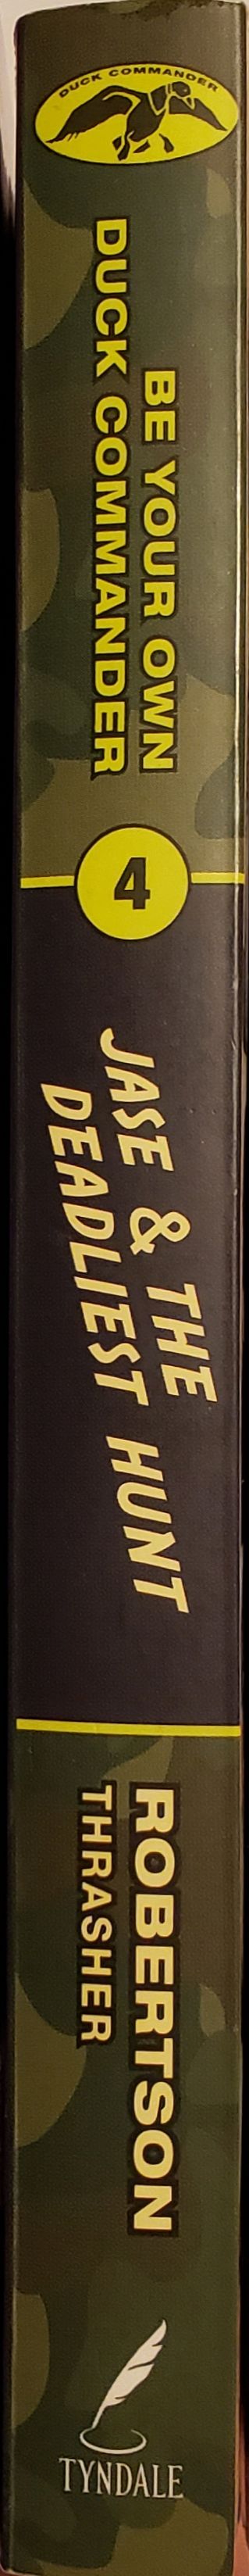 DUCK COMMANDER
BE YOUR OWN
DUCK COMMANDER
4
JASE & THE
DEADLIEST HUNT
ROBERTSON
THRASHER
TYNDALE